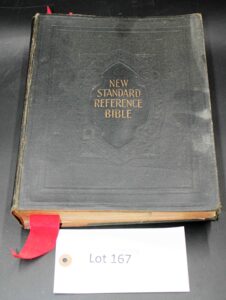 NEW
STANDARD
REFERENCE
BIBLE
Lot 167